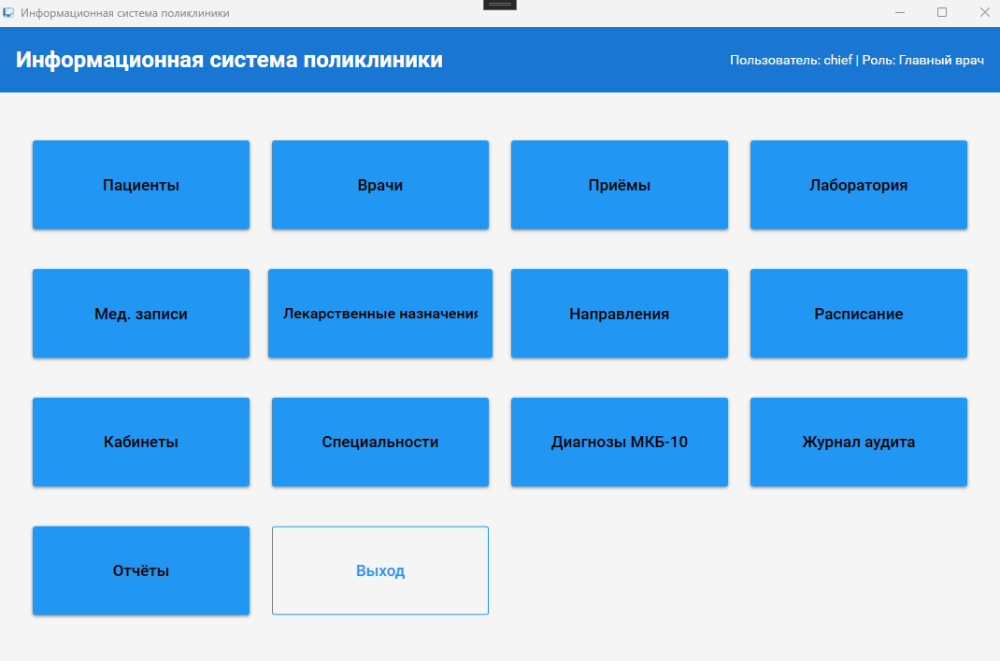 Информационная система поликлиники
Информационная система поликлиники
Пользователь: chief | Роль: Главный врач
Пациенты
Врачи
Приёмы
Лаборатория
Мед. записи
Лекарственные назначения
Направления
Расписание
Кабинеты
Специальности
Диагнозы МКБ-10
Журнал аудита
Отчёты
Выход